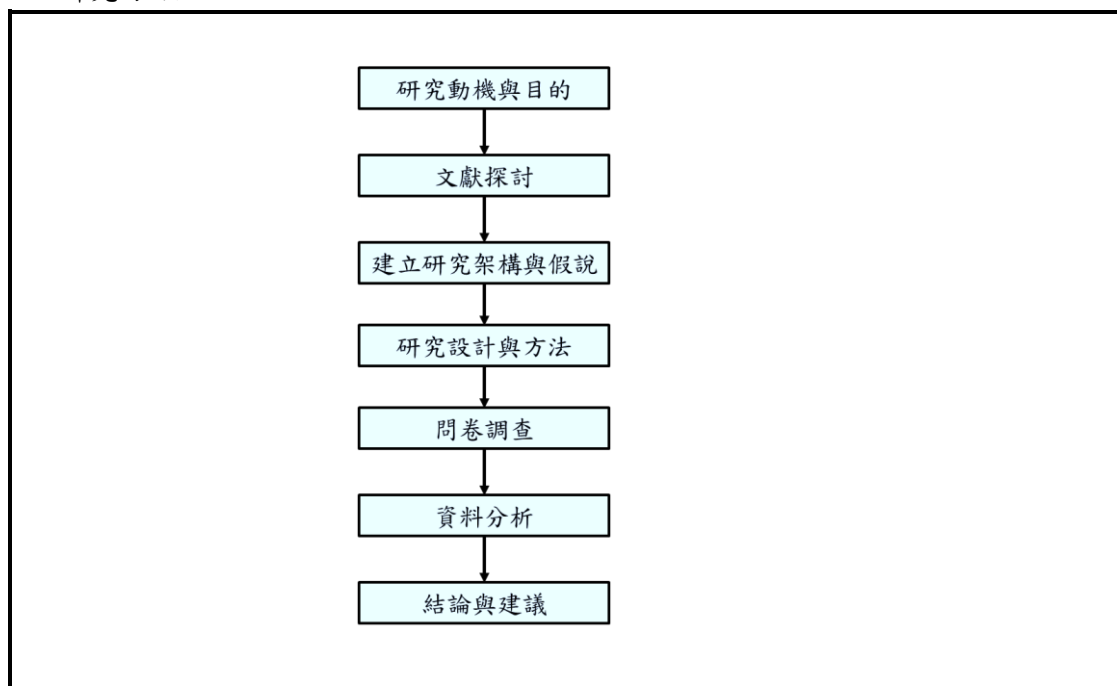 研究動機與目的
文獻探討
建立研究架構與假說
研究設計與方法
問卷調查
資料分析
結論與建議